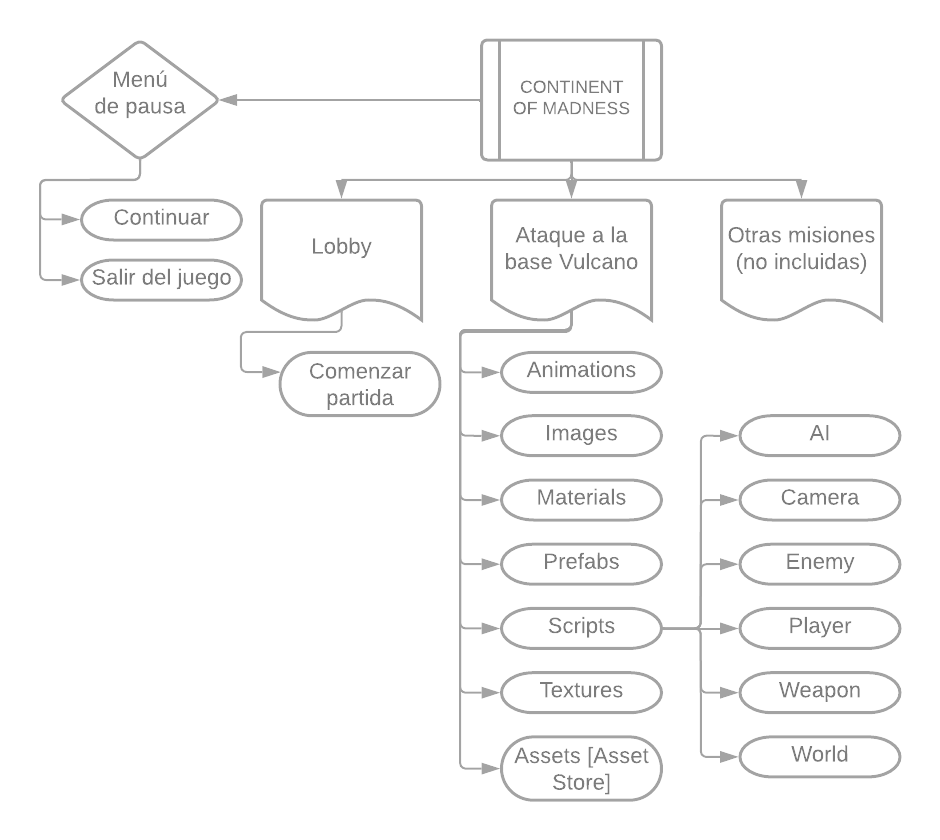 Menú
de pausa
CONTINENT
OF MADNESS
Continuar
Salir del juego
Lobby
Ataque a la
base Vulcano
Otras misiones
(no incluidas)
Comenzar
partida
Animations
Images
Materials
Prefabs
Scripts
Textures
Assets [Asset
Store]
AI
Camera
Enemy
Player
Weapon
World